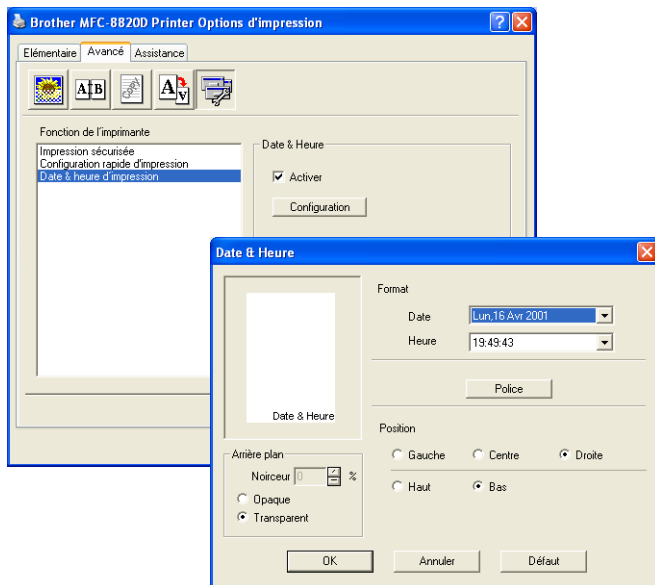 Brother MFC-8820D Printer Options d'impression
Elémentaire Avancé Assistance
Fonction de l'imprimante
Impression sécurisée
Configuration rapide d'impression
Date & heure d'impression
Date & Heure
Activer
Configuration
Date & Heure
Date & Heure
Format
Date Lun,16 Avr 2001
Heure 19:49:43
Police
Arrière plan
Noirceur 0 %
Opaque
Transparent
Position
Gauche Centre Droite
Haut Bas
OK Annuler Défaut